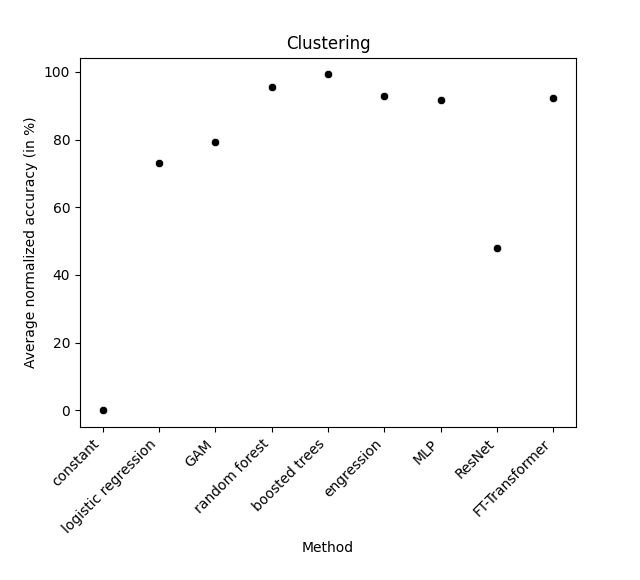 Clustering
Average normalized accuracy (in %)
100
80
60
40
20
0
constant
logistic regression
GAM
random forest
boosted trees
engression
MLP
ResNet
FT-Transformer
Method